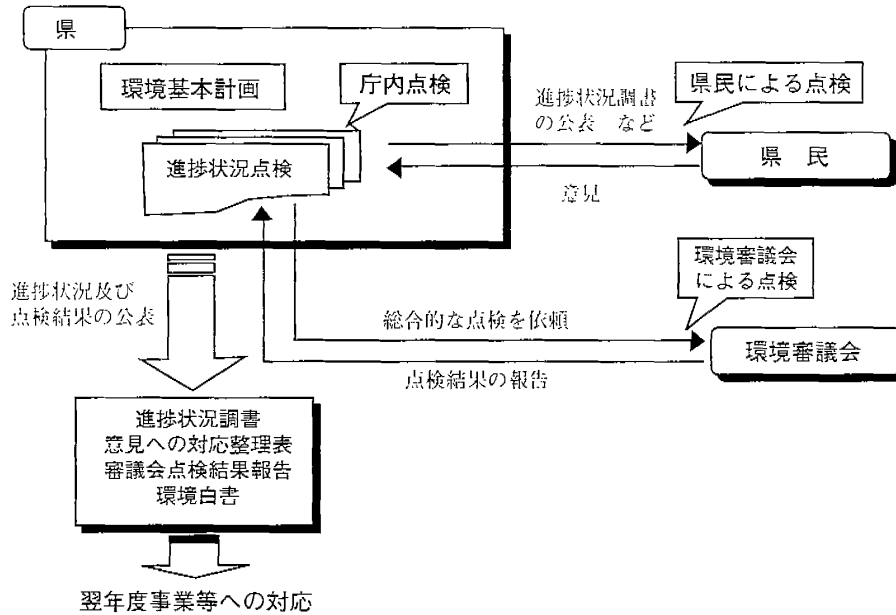 県
環境基本計画
庁内点検
進捗状況点検
進捗状況調書
の公表　など
県民による点検
県　民
意見
環境審議会
による点検
進捗状況及び
点検結果の公表
総合的な点検を依頼
環境審議会
点検結果の報告
進捗状況調書
意見への対応整理表
審議会点検結果報告
環境白書
翌年度事業等への対応